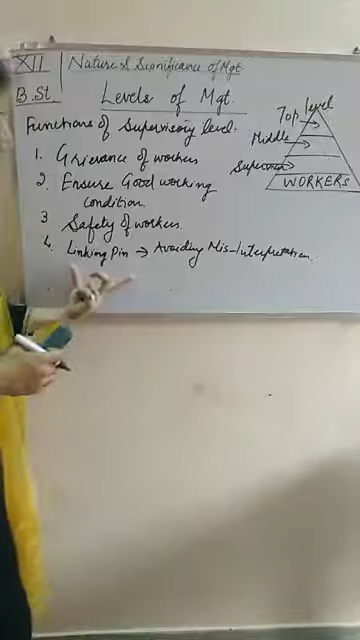 XII Nature & Significance of Mgt
B.St. Levels of Mgt.
Functions of Supervisory level.
1. Grievance of workers
2. Ensure Good working
condition.
3 Safety of workers.
4. Linking Pin → Avoiding Mis-Interpretation.
Top level
Middle
WORKERS